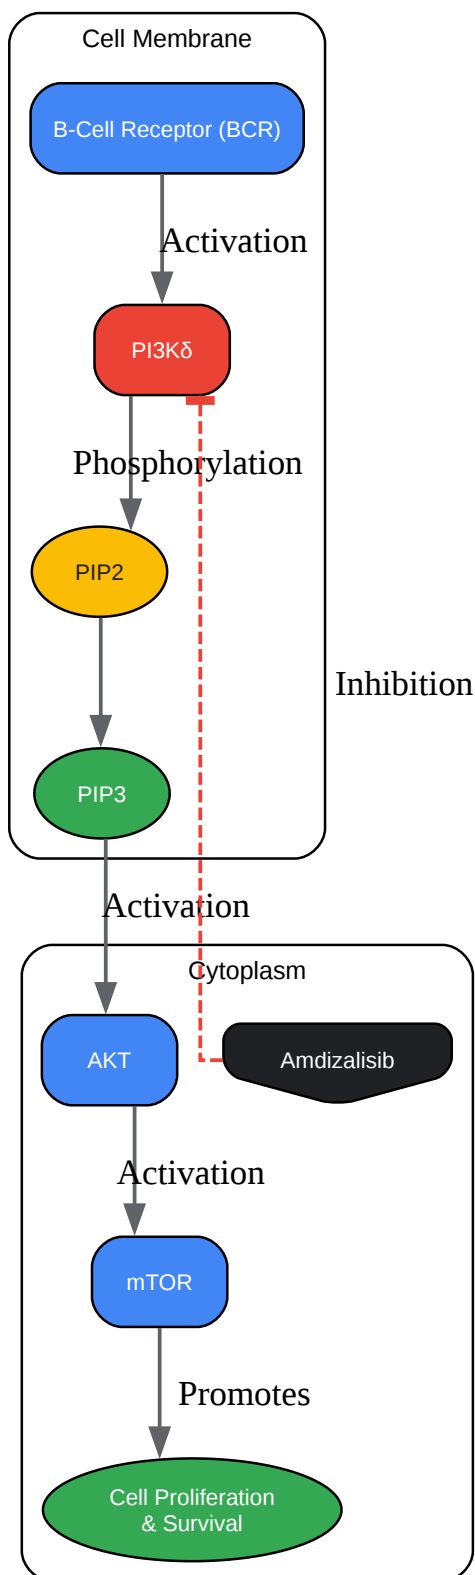 Cell Membrane
B-Cell Receptor (BCR)
Activation
PI3Kδ
Phosphorylation
PIP2
Inhibition
PIP3
Activation
Cytoplasm
AKT
Amdizalisib
Activation
mTOR
Promotes
Cell Proliferation
& Survival